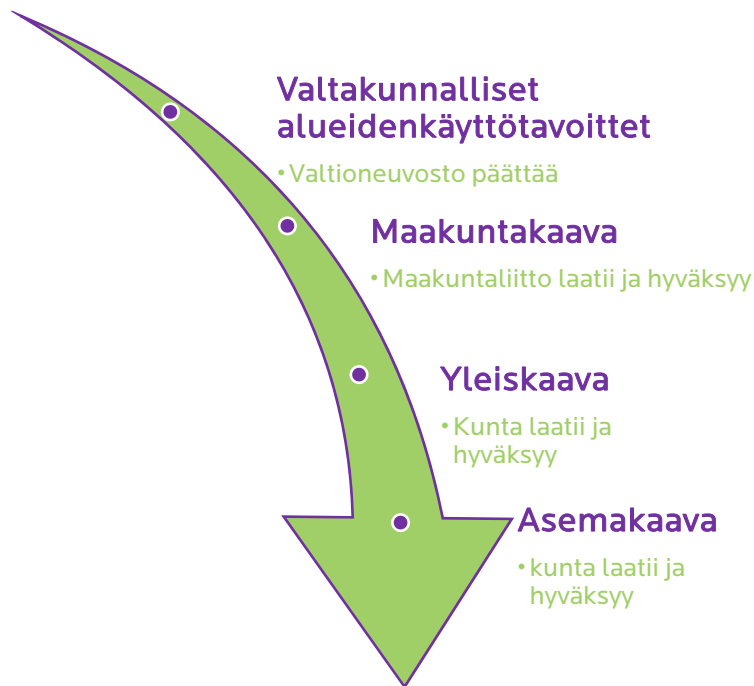 Valtakunnalliset
alueidenkäyttötavoittet
• Valtioneuvosto päättää
Maakuntakaava
• Maakuntaliitto laatii ja hyväksyy
Yleiskaava
• Kunta laatii ja
hyväksyy
Asemakaava
• kunta laatii ja
hyväksyy